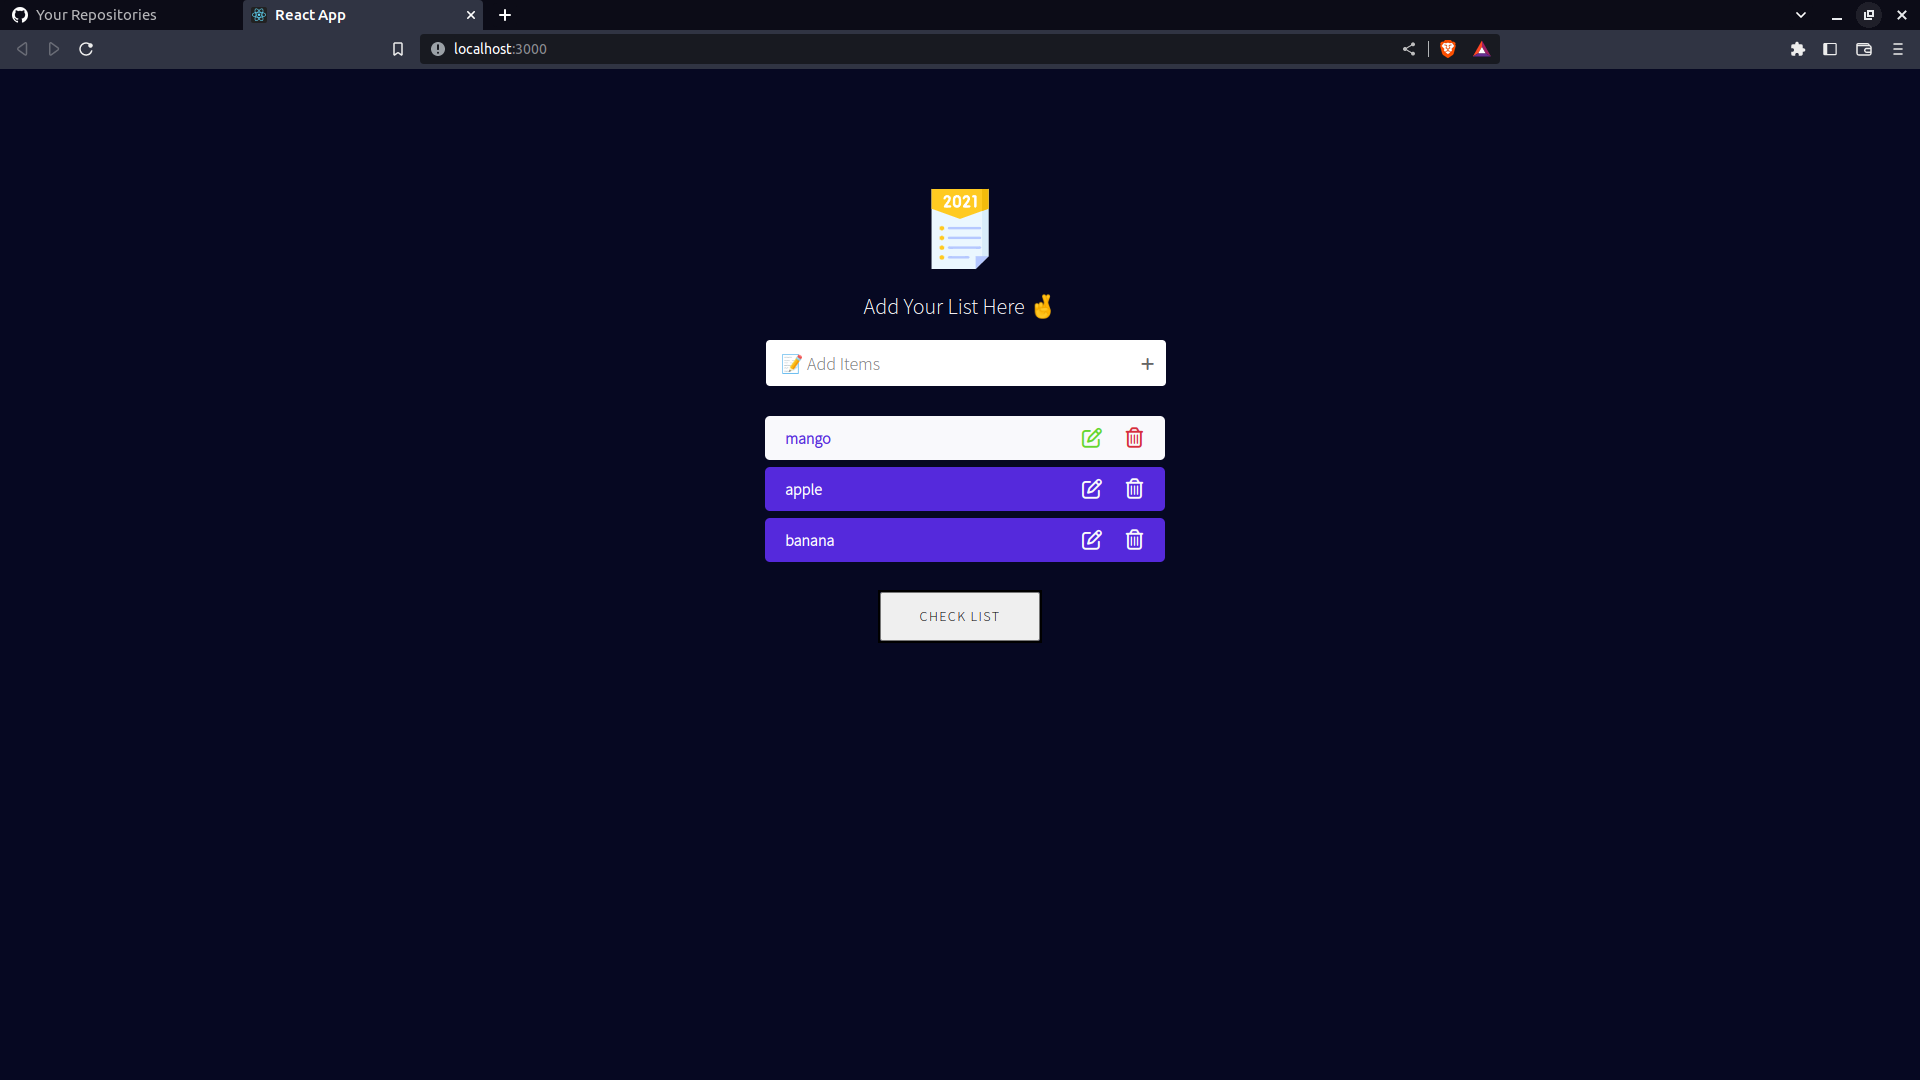 Your Repositories
React App
localhost:3000
2021
Add Your List Here 🤞
📝 Add Items
mango
apple
banana
CHECK LIST